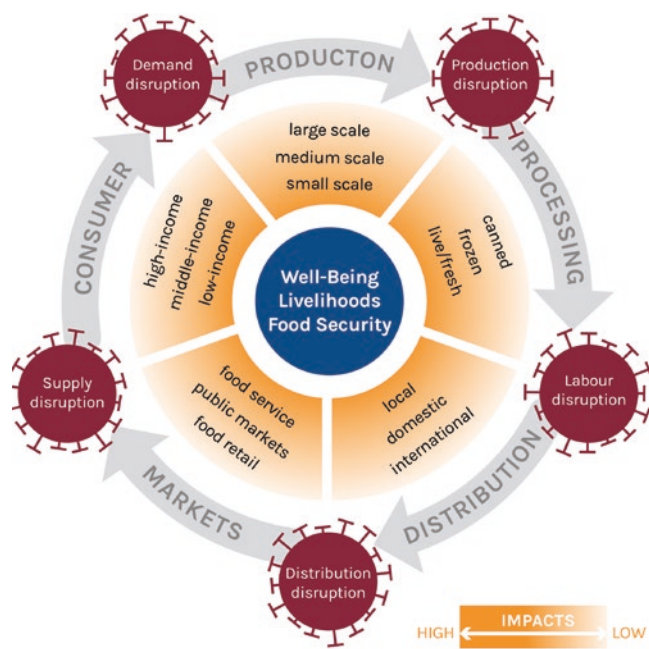 Demand
disruption
PRODUCTON
Production
disruption
PROCESSING
Labour
disruption
DISTRIBUTION
Distribution
disruption
MARKETS
Supply
disruption
CONSUMER
large scale
medium scale
small scale
canned
frozen
live/fresh
local
domestic
international
food service
public markets
food retail
high-income
middle-income
low-income
Well-Being
Livelihoods
Food Security
IMPACTS
HIGH LOW